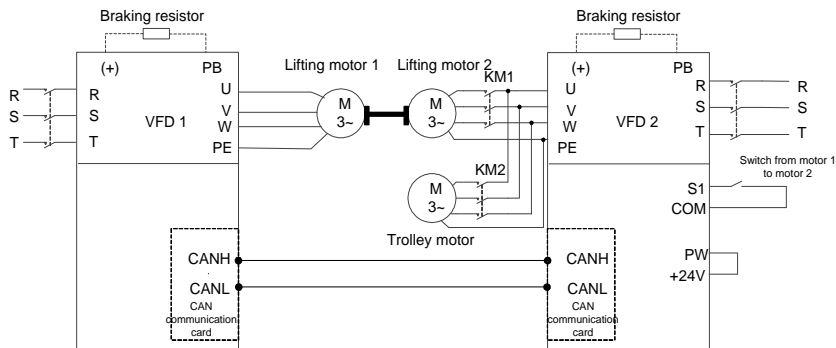 Braking resistor
(+)
PB
R
S
T
R
S
T
VFD 1
U
V
W
PE
Lifting motor 1
M
3~
Lifting motor 2
M
3~
KM1
KM2
M
3~
Trolley motor
Braking resistor
(+)
PB
U
V
W
PE
VFD 2
R
S
T
R
S
T
Switch from motor 1
to motor 2
S1
COM
PW
+24V
CANH
CANL
CAN
communication
card
CANH
CANL
CAN
communication
card